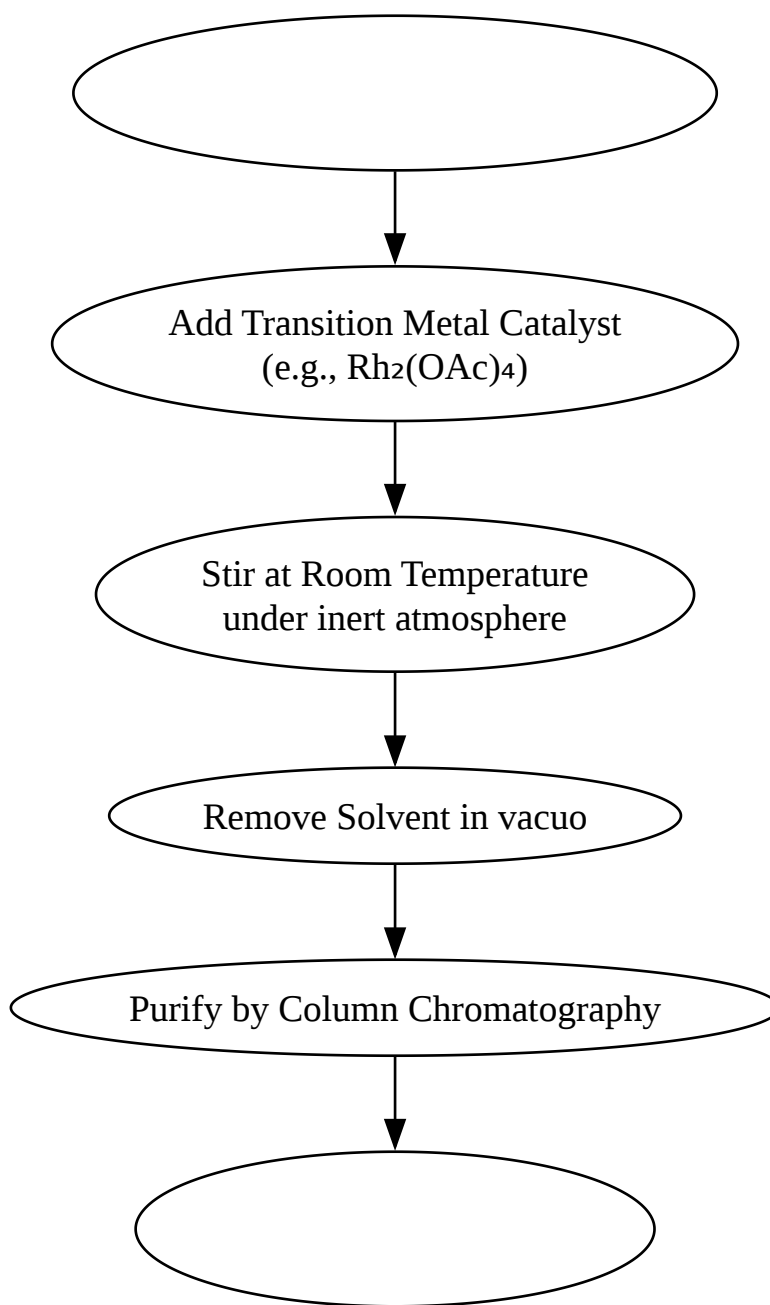 Add Transition Metal Catalyst
(e.g., Rh₂(OAc)₄)
Stir at Room Temperature
under inert atmosphere
Remove Solvent in vacuo
Purify by Column Chromatography